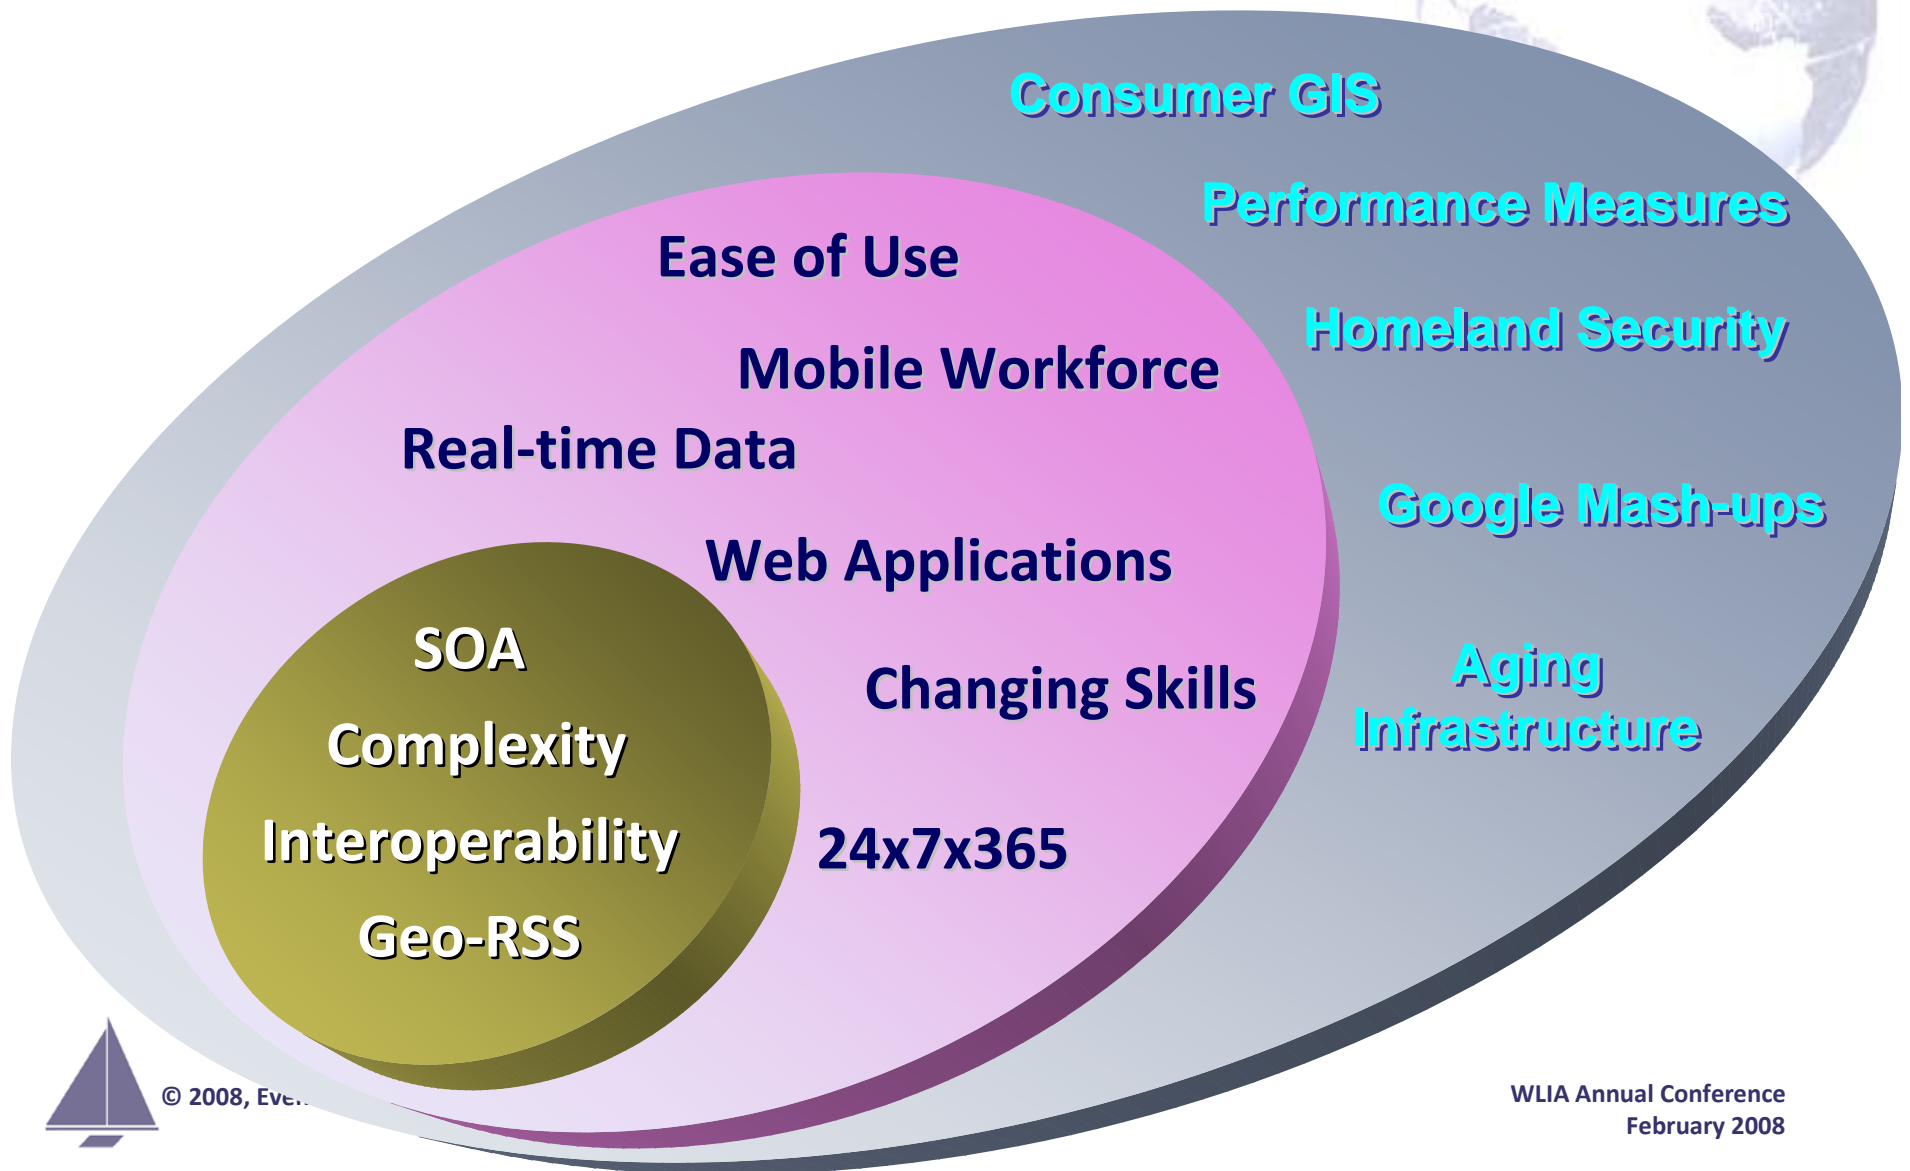 Consumer GIS
Performance Measures
Ease of Use
Homeland Security
Mobile Workforce
Real-time Data
Google Mash-ups
Web Applications
SOA
Changing Skills
Aging
Infrastructure
Complexity
Interoperability
24x7x365
Geo-RSS
© 2008,
WLIA Annual Conference
February 2008